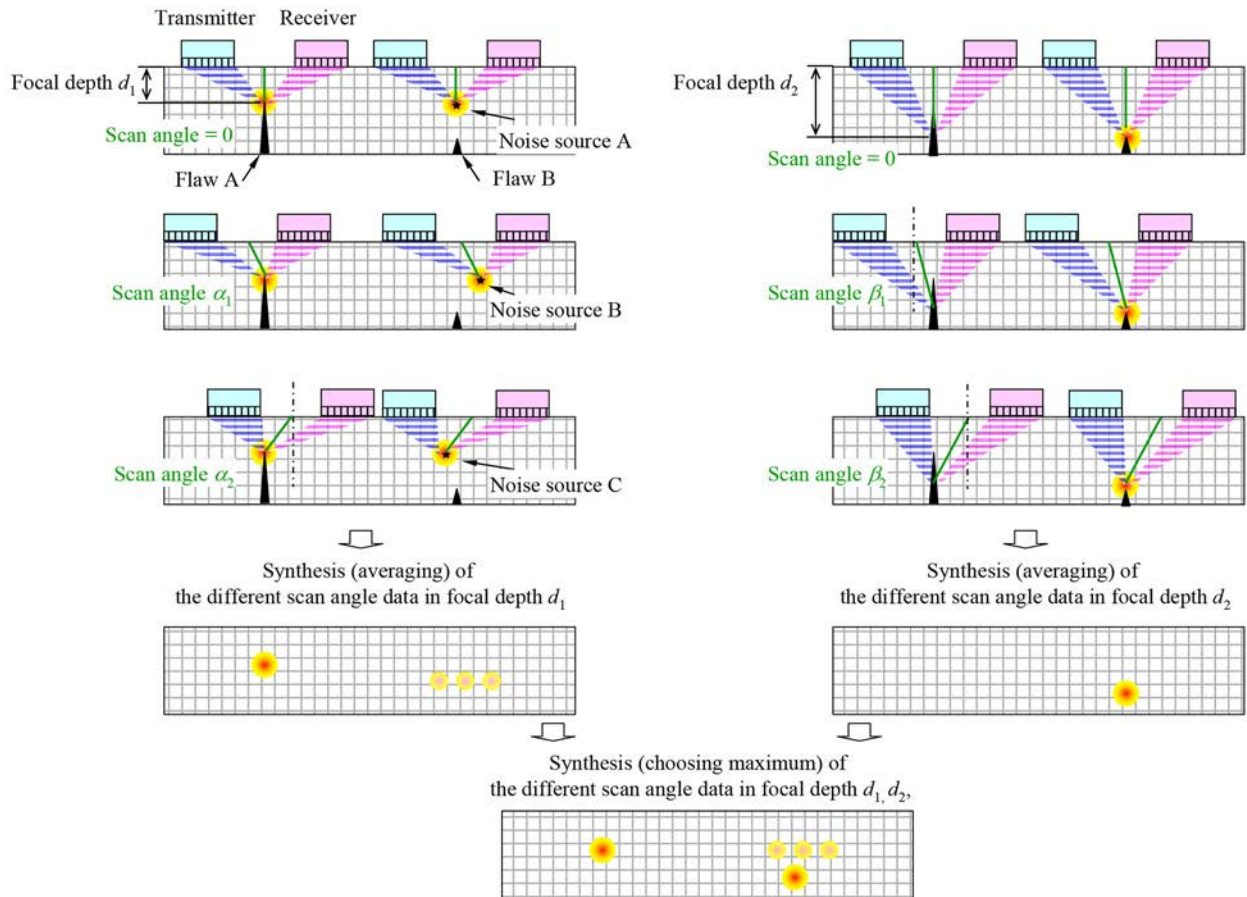 Transmitter Receiver
Focal depth d1
Scan angle = 0
Noise source A
Flaw A
Flaw B
Scan angle α1
Noise source B
Scan angle α2
Noise source C
Synthesis (averaging) of
the different scan angle data in focal depth d1
Focal depth d2
Scan angle = 0
Scan angle β1
Scan angle β2
Synthesis (averaging) of
the different scan angle data in focal depth d2
Synthesis (choosing maximum) of
the different scan angle data in focal depth d1, d2,